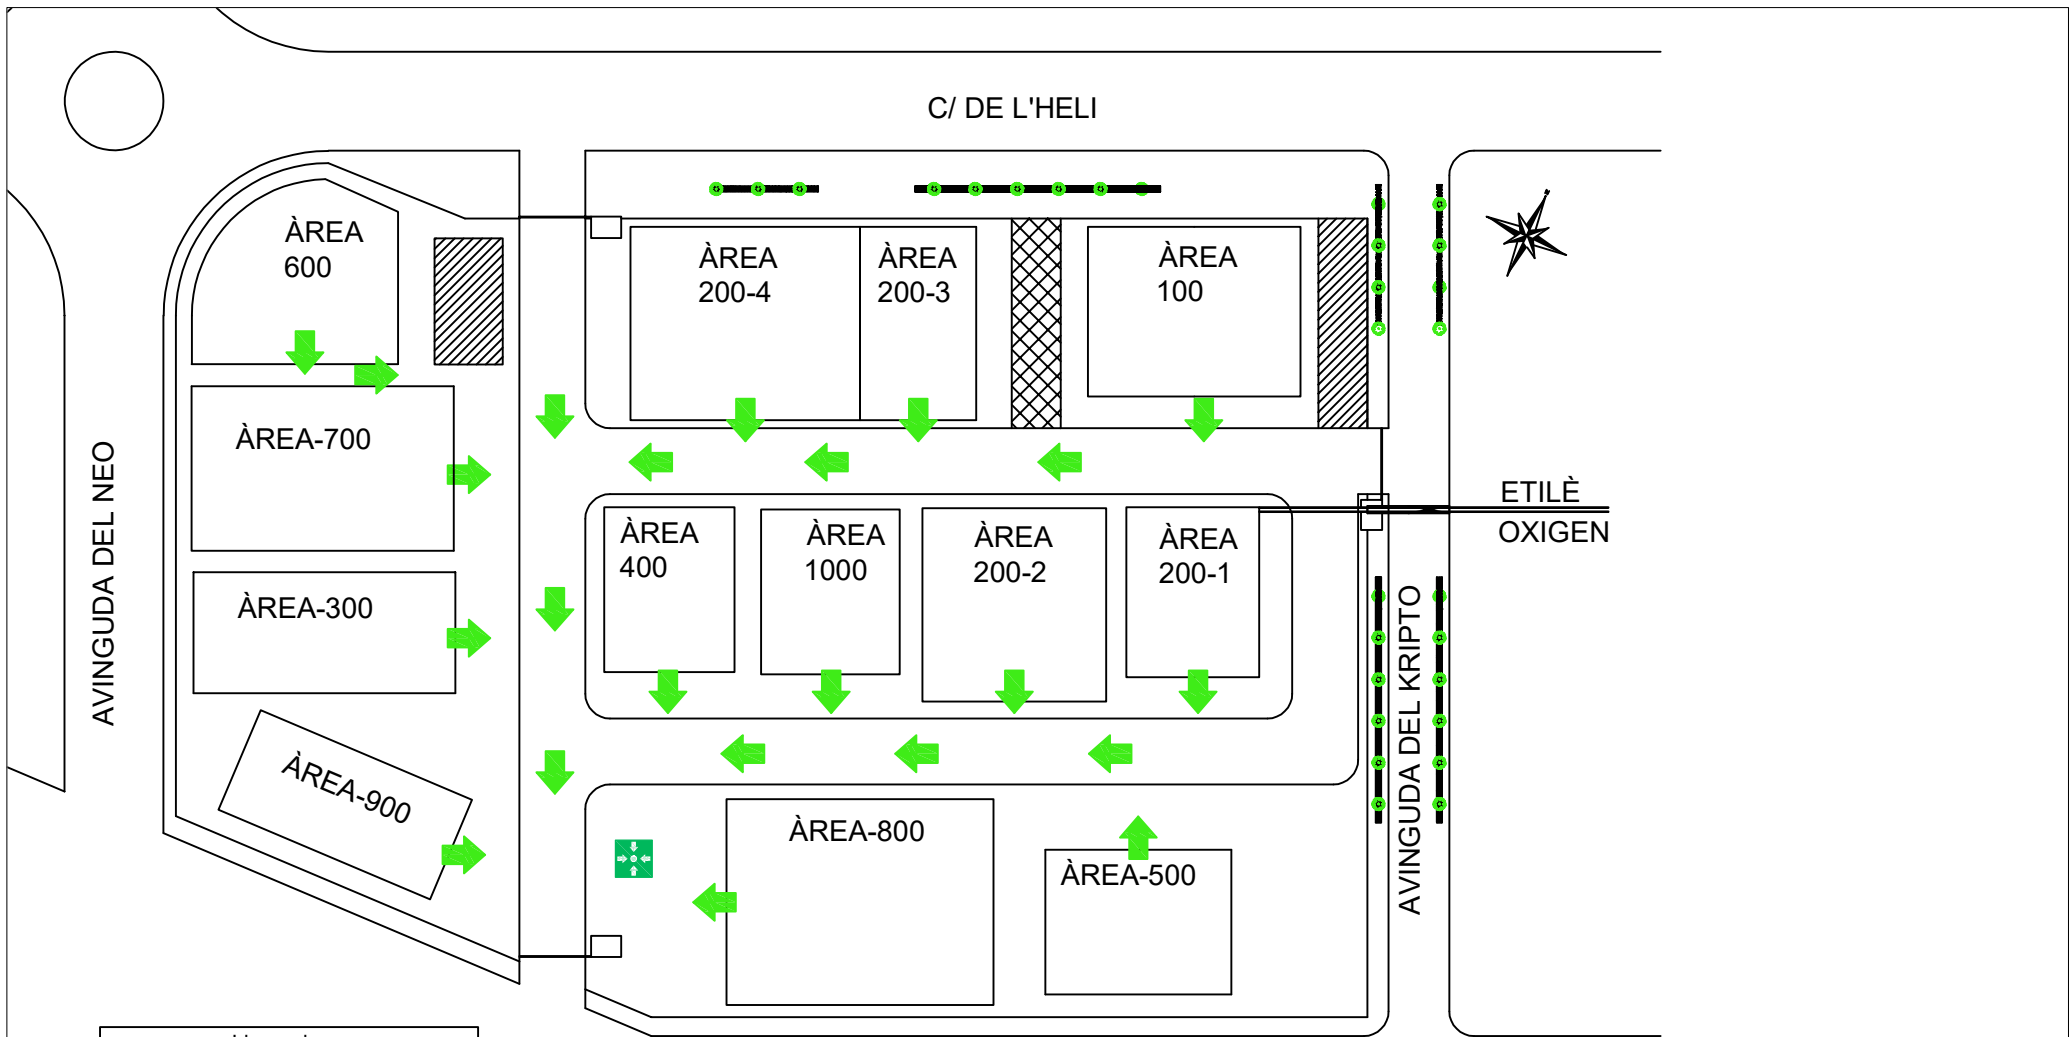 C/ DE L'HELI
ÀREA
600
ÀREA
200-4
ÀREA
200-3
ÀREA
100
ÀREA-700
AVINGUDA DEL NEO
ETILÈ
OXIGEN
ÀREA
400
ÀREA
1000
ÀREA
200-2
ÀREA
200-1
ÀREA-300
AVINGUDA DEL KRIPTO
ÀREA-900
ÀREA-800
ÀREA-500